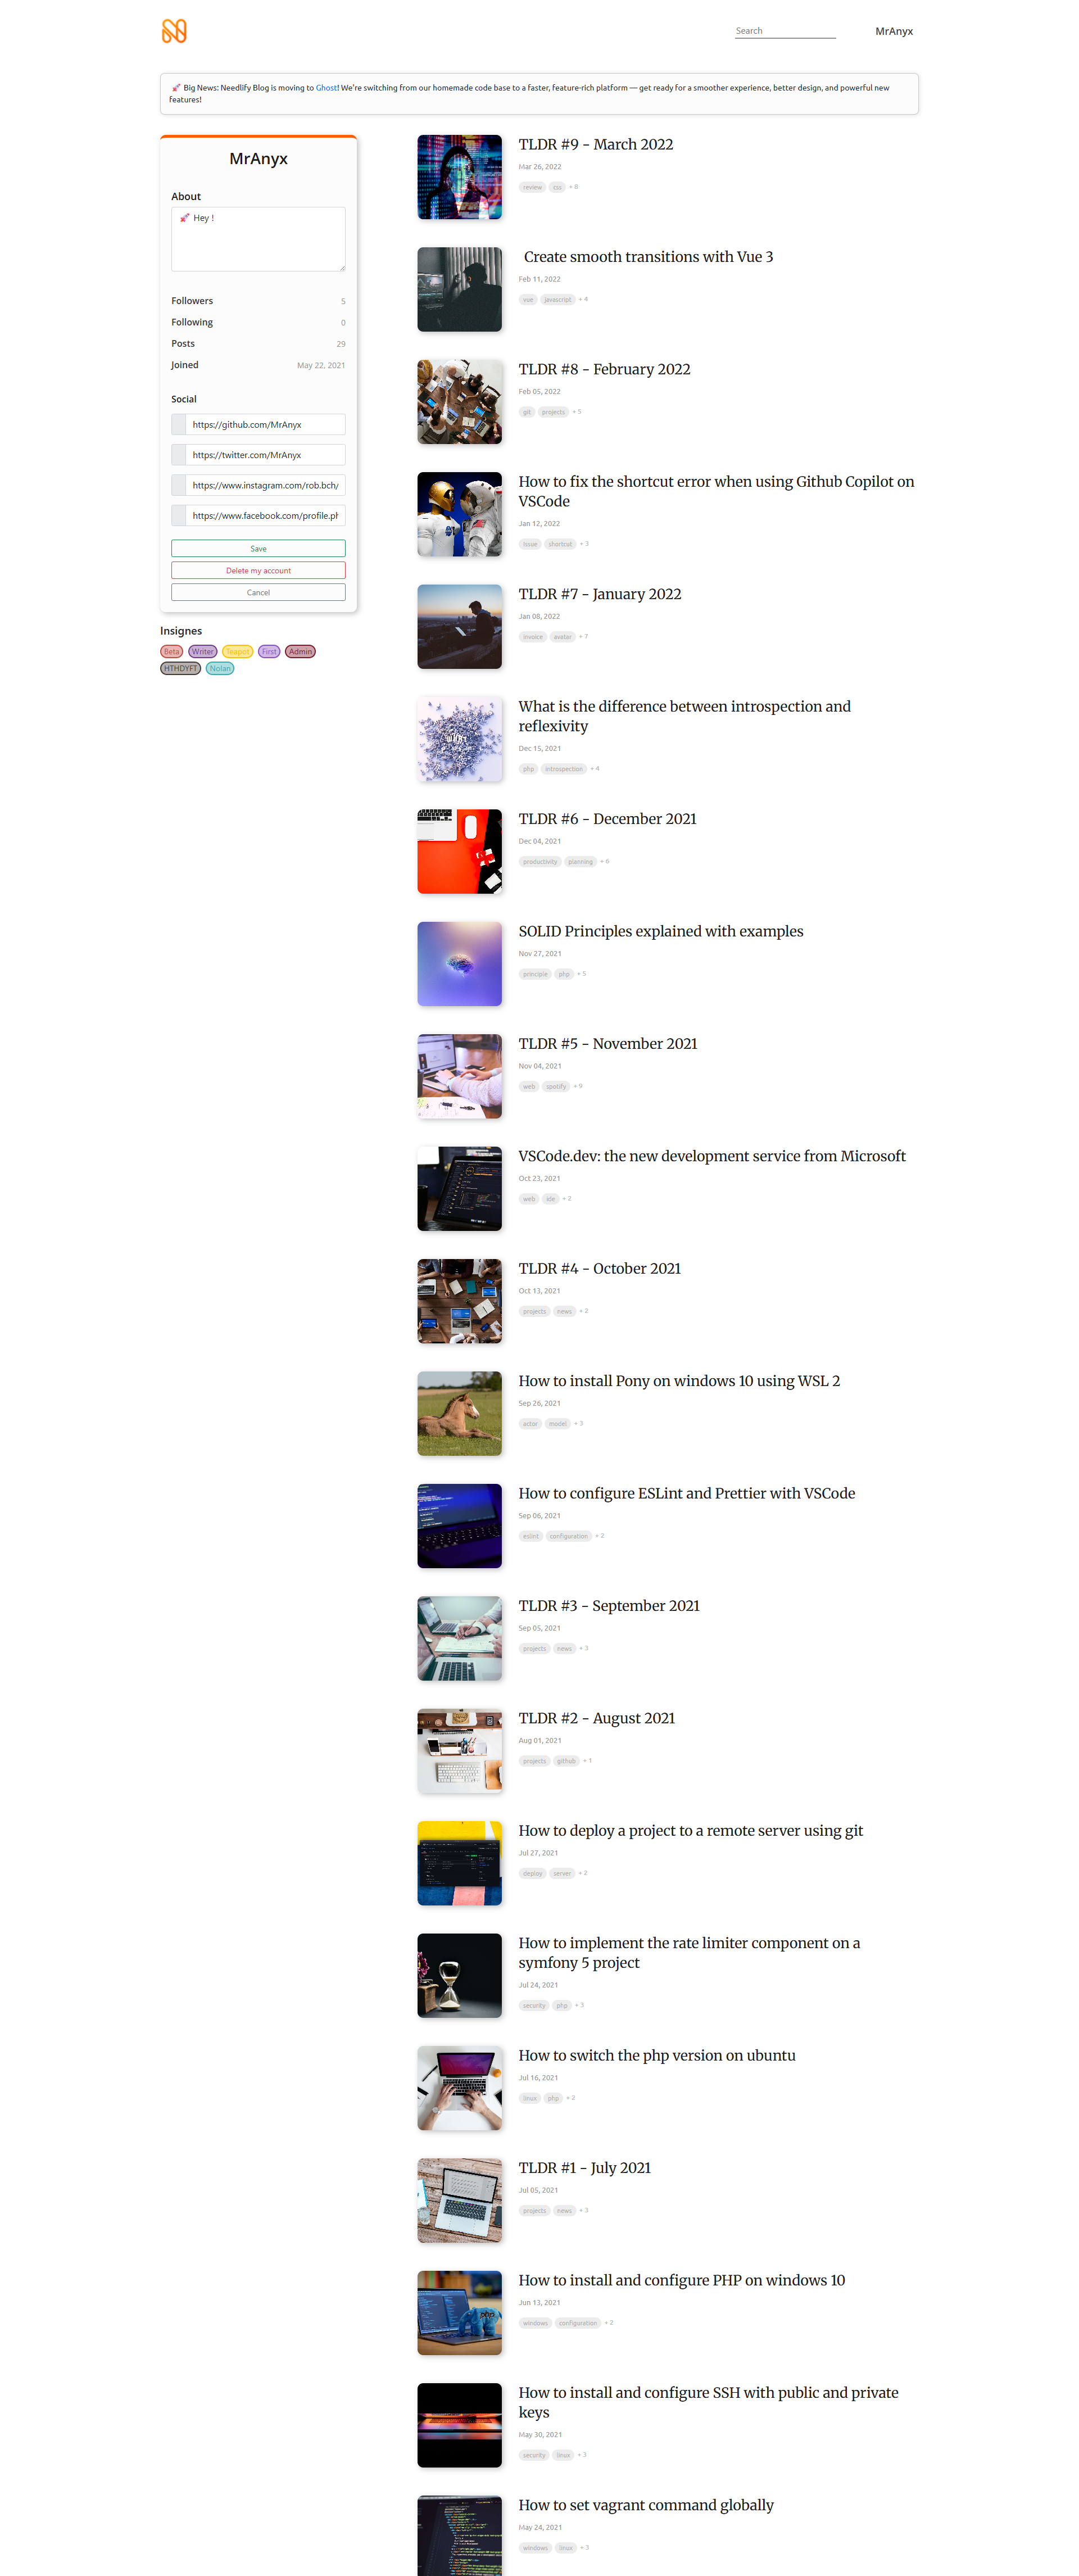 Search
MrAnyx
🚀 Big News: Needlify Blog is moving to Ghost! We're switching from our homemade code base to a faster, feature-rich platform — get ready for a smoother experience, better design, and powerful new
features!
MrAnyx
About
🚀 Hey !
Followers 5
Following 0
Posts 29
Joined May 22, 2021
Social
https://github.com/MrAnyx
https://twitter.com/MrAnyx
https://www.instagram.com/rob.bch/
https://www.facebook.com/profile.ph
Save
Delete my account
Cancel
Insignes
Beta Writer Teapot First Admin
HTHDYFT Nolan
TLDR #9 - March 2022
Mar 26, 2022
review css + 8
Create smooth transitions with Vue 3
Feb 11, 2022
vue javascript + 4
TLDR #8 - February 2022
Feb 05, 2022
git projects + 5
How to fix the shortcut error when using Github Copilot on
VSCode
Jan 12, 2022
issue shortcut + 3
TLDR #7 - January 2022
Jan 08, 2022
invoice avatar + 7
What is the difference between introspection and
reflexivity
Dec 15, 2021
php introspection + 4
TLDR #6 - December 2021
Dec 04, 2021
productivity planning + 6
SOLID Principles explained with examples
Nov 27, 2021
principle php + 5
TLDR #5 - November 2021
Nov 04, 2021
web spotify + 9
VSCode.dev: the new development service from Microsoft
Oct 23, 2021
web ide + 2
TLDR #4 - October 2021
Oct 13, 2021
projects news + 2
How to install Pony on windows 10 using WSL 2
Sep 26, 2021
actor model + 3
How to configure ESLint and Prettier with VSCode
Sep 06, 2021
eslint configuration + 2
TLDR #3 - September 2021
Sep 05, 2021
projects news + 3
TLDR #2 - August 2021
Aug 01, 2021
projects github + 1
How to deploy a project to a remote server using git
Jul 27, 2021
deploy server + 2
How to implement the rate limiter component on a
symfony 5 project
Jul 24, 2021
security php + 3
How to switch the php version on ubuntu
Jul 16, 2021
linux php + 2
TLDR #1 - July 2021
Jul 05, 2021
projects news + 3
How to install and configure PHP on windows 10
Jun 13, 2021
windows configuration + 2
How to install and configure SSH with public and private
keys
May 30, 2021
security linux + 3
How to set vagrant command globally
May 24, 2021
windows linux + 3